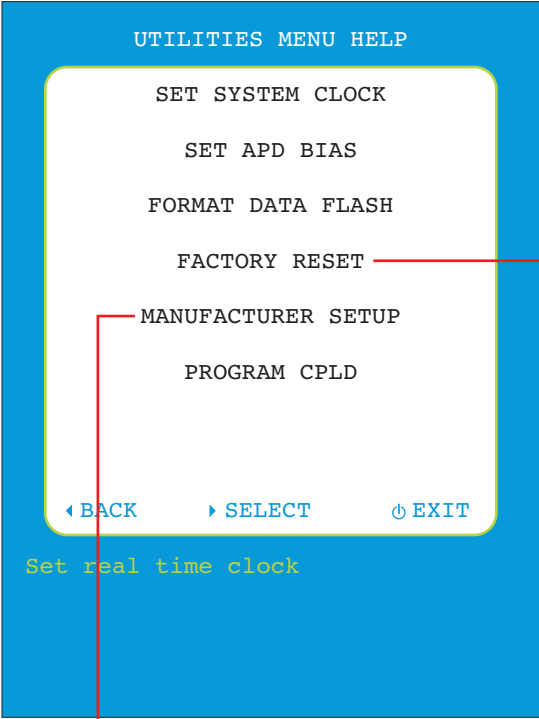 UTILITIES MENU HELP
SET SYSTEM CLOCK
SET APD BIAS
FORMAT DATA FLASH
FACTORY RESET
MANUFACTURER SETUP
PROGRAM CPLD
BACK SELECT EXIT
Set real time clock